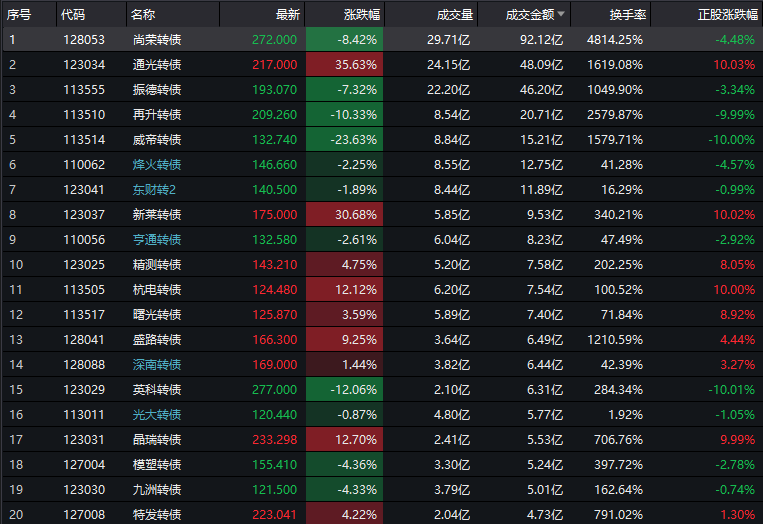 序号 代码 名称 最新 涨跌幅 成交量 成交金额 换手率 正股涨跌幅
1 128053 尚荣转债 272.000 -8.42% 29.71亿 92.12亿 4814.25% -4.48%
2 123034 通光转债 217.000 35.63% 24.15亿 48.09亿 1619.08% 10.03%
3 113555 振德转债 193.070 -7.32% 22.20亿 46.20亿 1049.90% -3.34%
4 113510 再升转债 209.260 -10.33% 8.54亿 20.71亿 2579.87% -9.99%
5 113514 威帝转债 132.740 -23.63% 8.84亿 15.21亿 1579.71% -10.00%
6 110062 烽火转债 146.660 -2.25% 8.55亿 12.75亿 41.28% -4.57%
7 123041 东财转2 140.500 -1.89% 8.44亿 11.89亿 16.29% -0.99%
8 123037 新莱转债 175.000 30.68% 5.85亿 9.53亿 340.21% 10.02%
9 110056 亨通转债 132.580 -2.61% 6.04亿 8.23亿 47.49% -2.92%
10 123025 精测转债 143.210 4.75% 5.20亿 7.58亿 202.25% 8.05%
11 113505 杭电转债 124.480 12.12% 6.20亿 7.54亿 100.52% 10.00%
12 113517 曙光转债 125.870 3.59% 5.89亿 7.40亿 71.84% 8.92%
13 128041 盛路转债 166.300 9.25% 3.64亿 6.49亿 1210.59% 4.44%
14 128088 深南转债 169.000 1.44% 3.82亿 6.44亿 42.39% 3.27%
15 123029 英科转债 277.000 -12.06% 2.10亿 6.31亿 284.34% -10.01%
16 113011 光大转债 120.440 -0.87% 4.80亿 5.77亿 1.92% -1.05%
17 123031 晶瑞转债 233.298 12.70% 2.41亿 5.53亿 706.76% 9.99%
18 127004 模塑转债 155.410 -4.36% 3.30亿 5.24亿 397.72% -2.78%
19 123030 九洲转债 121.500 -4.33% 3.79亿 5.01亿 162.64% -0.74%
20 127008 特发转债 223.041 4.22% 2.04亿 4.73亿 791.02% 1.30%